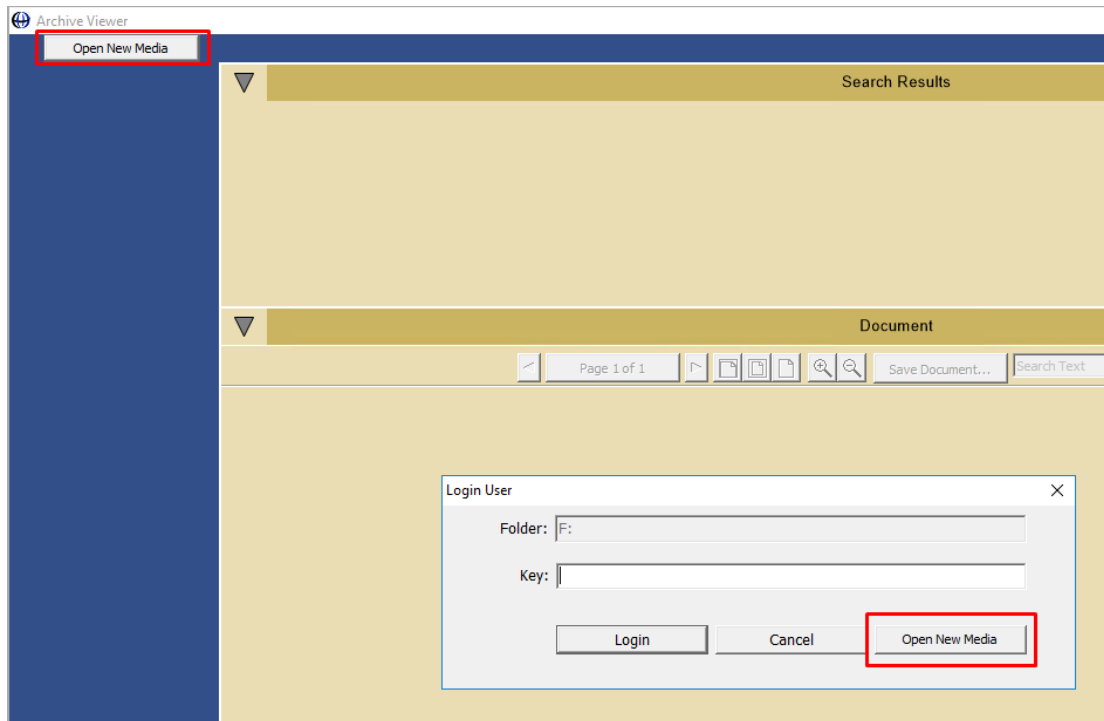 Archive Viewer
Open New Media
Search Results
Document
Page 1 of 1
Save Document...
Search Text
Login User
Folder: F:
Key:
Login Cancel Open New Media